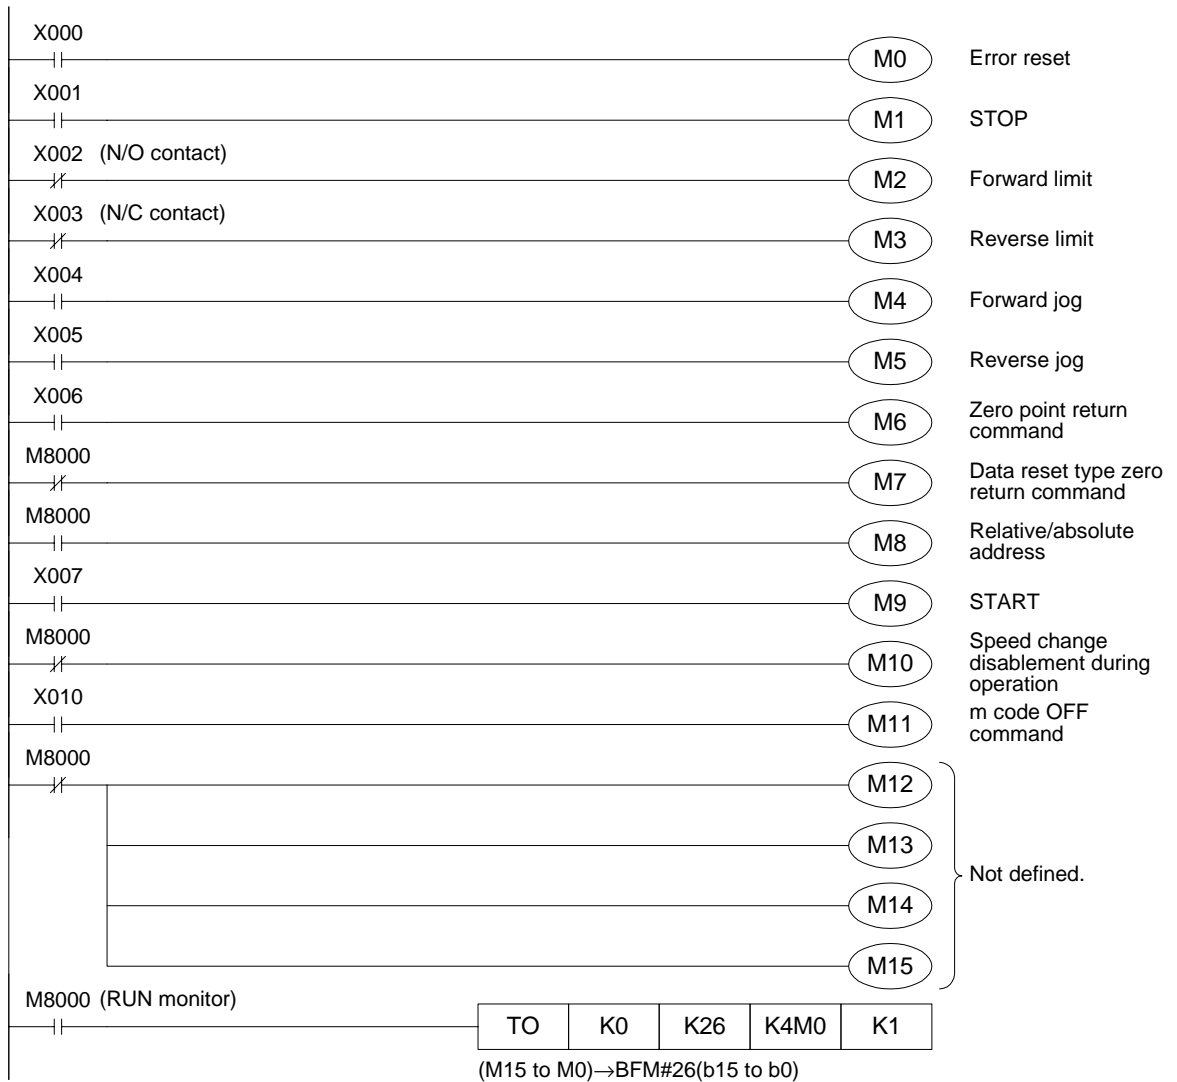 X000
M0 Error reset
X001
M1 STOP
X002 (N/O contact)
M2 Forward limit
X003 (N/C contact)
M3 Reverse limit
X004
M4 Forward jog
X005
M5 Reverse jog
X006
M6 Zero point return
command
M8000
M7 Data reset type zero
return command
M8000
M8 Relative/absolute
address
X007
M9 START
M8000
M10 Speed change
disablement during
operation
X010
M11 m code OFF
command
M8000
M12
M13
Not defined.
M14
M15
M8000 (RUN monitor)
TO K0 K26 K4M0 K1
(M15 to M0)→BFM#26(b15 to b0)